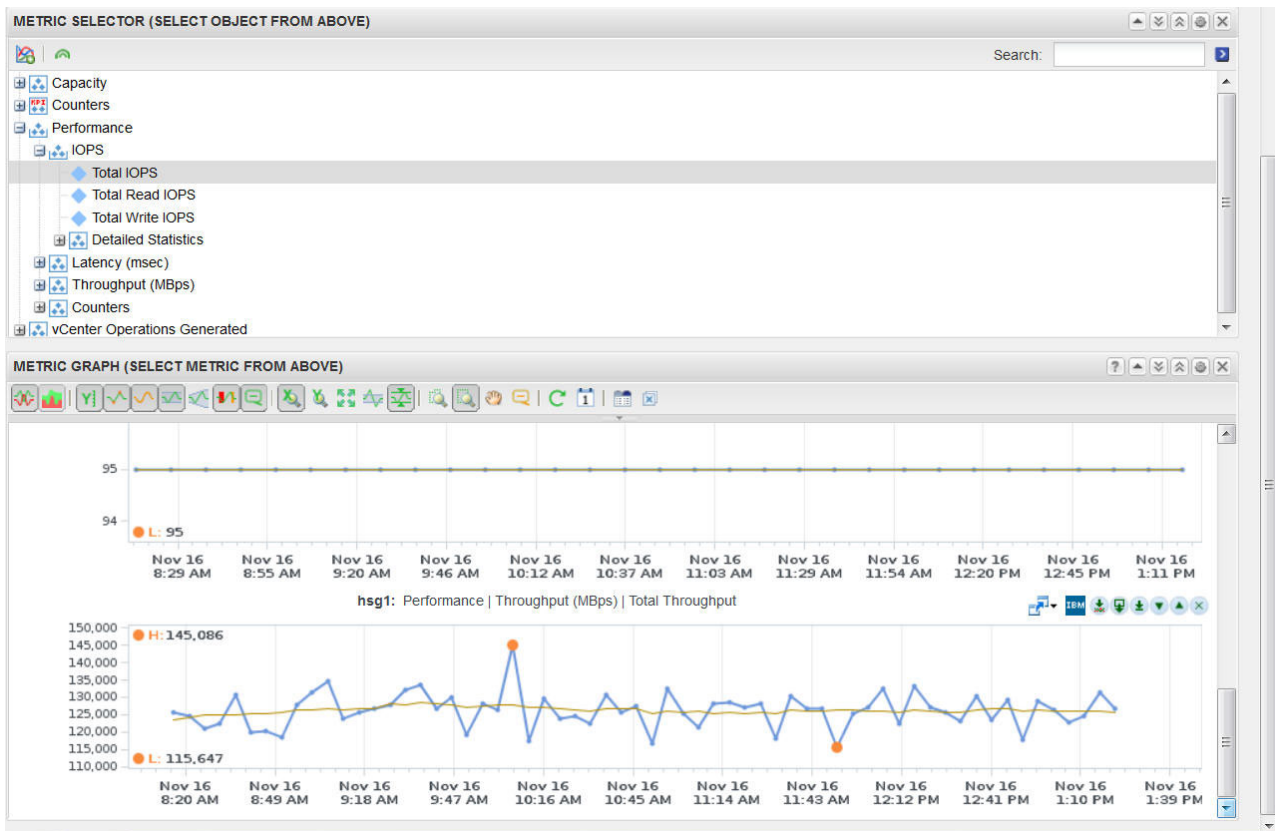 METRIC SELECTOR (SELECT OBJECT FROM ABOVE)
Search:
Capacity
KPI Counters
Performance
IOPS
Total IOPS
Total Read IOPS
Total Write IOPS
Detailed Statistics
Latency (msec)
Throughput (MBps)
Counters
vCenter Operations Generated
METRIC GRAPH (SELECT METRIC FROM ABOVE)
?
Y
1
95
94
L: 95
Nov 16 Nov 16 Nov 16 Nov 16 Nov 16 Nov 16 Nov 16 Nov 16 Nov 16 Nov 16 Nov 16 Nov 16
8:29 AM 8:55 AM 9:20 AM 9:46 AM 10:12 AM 10:37 AM 11:03 AM 11:29 AM 11:54 AM 12:20 PM 12:45 PM 1:11 PM
hsg1: Performance | Throughput (MBps) | Total Throughput
IBM
150,000
H: 145,086
145,000
140,000
135,000
130,000
125,000
120,000
115,000
L: 115,647
110,000
Nov 16 Nov 16 Nov 16 Nov 16 Nov 16 Nov 16 Nov 16 Nov 16 Nov 16 Nov 16 Nov 16 Nov 16
8:20 AM 8:49 AM 9:18 AM 9:47 AM 10:16 AM 10:45 AM 11:14 AM 11:43 AM 12:12 PM 12:41 PM 1:10 PM 1:39 PM